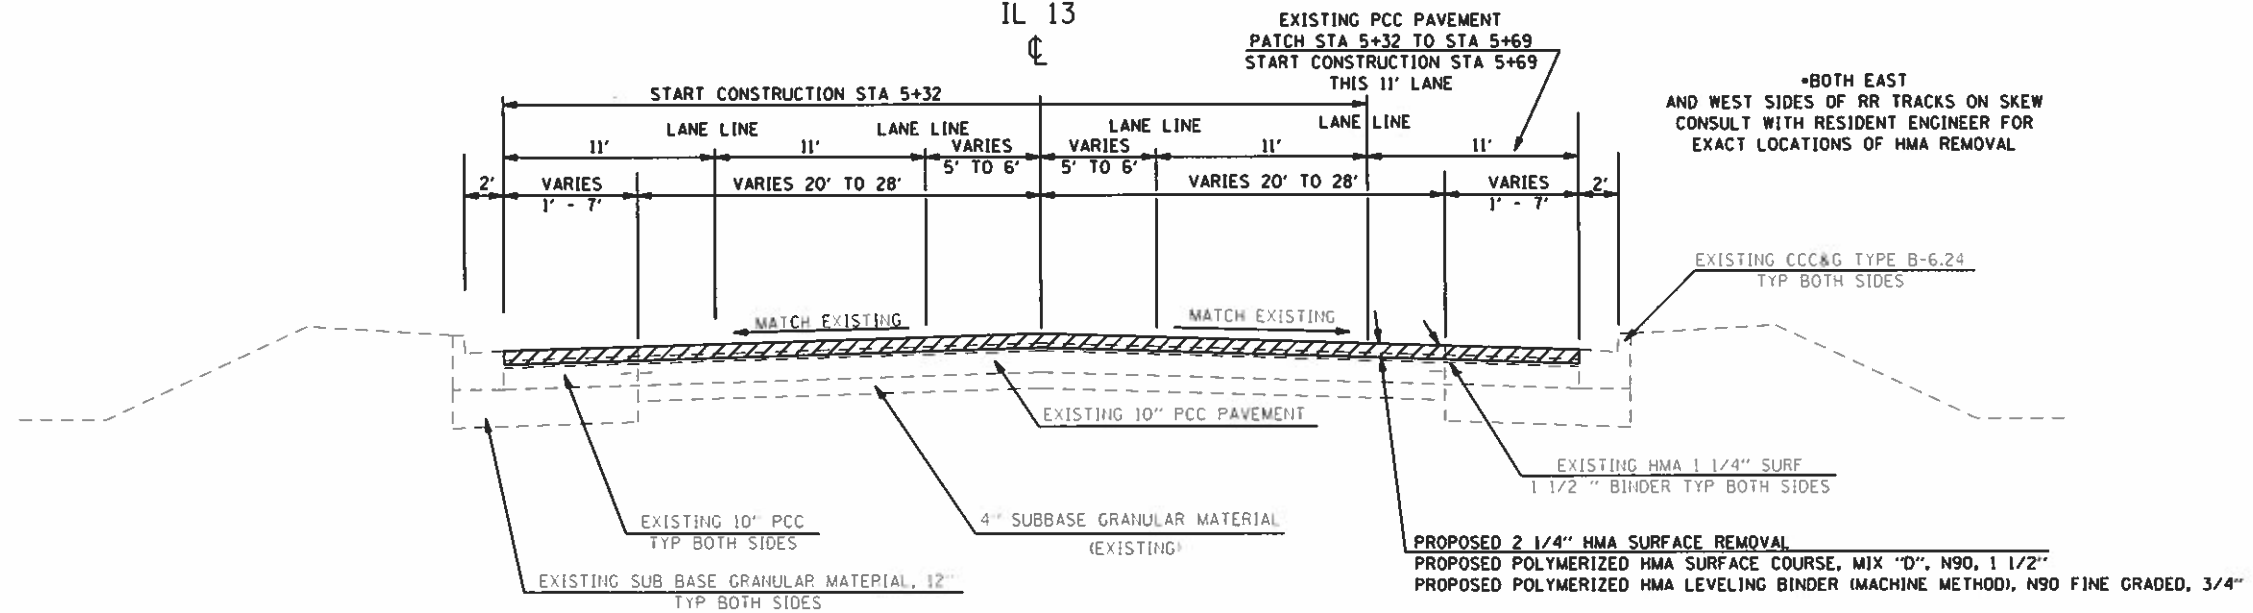 IL 13
℄
EXISTING PCC PAVEMENT
PATCH STA 5+32 TO STA 5+69
START CONSTRUCTION STA 5+69
THIS 11' LANE
•BOTH EAST
AND WEST SIDES OF RR TRACKS ON SKEW
CONSULT WITH RESIDENT ENGINEER FOR
EXACT LOCATIONS OF HMA REMOVAL
START CONSTRUCTION STA 5+32
LANE LINE
LANE LINE
LANE LINE
LANE LINE
11'
11'
VARIES
5' TO 6'
VARIES
5' TO 6'
11'
11'
2'
VARIES
1' - 7'
VARIES 20' TO 28'
VARIES 20' TO 28'
VARIES
1' - 7'
2'
EXISTING CCC&G TYPE B-6.24
TYP BOTH SIDES
MATCH EXISTING
MATCH EXISTING
EXISTING 10" PCC PAVEMENT
EXISTING HMA 1 1/4" SURF
1 1/2 " BINDER TYP BOTH SIDES
EXISTING 10" PCC
TYP BOTH SIDES
4" SUBBASE GRANULAR MATERIAL
(EXISTING)
EXISTING SUB BASE GRANULAR MATERIAL, 12"
TYP BOTH SIDES
PROPOSED 2 1/4" HMA SURFACE REMOVAL
PROPOSED POLYMERIZED HMA SURFACE COURSE, MIX "D", N90, 1 1/2"
PROPOSED POLYMERIZED HMA LEVELING BINDER (MACHINE METHOD), N90 FINE GRADED, 3/4"